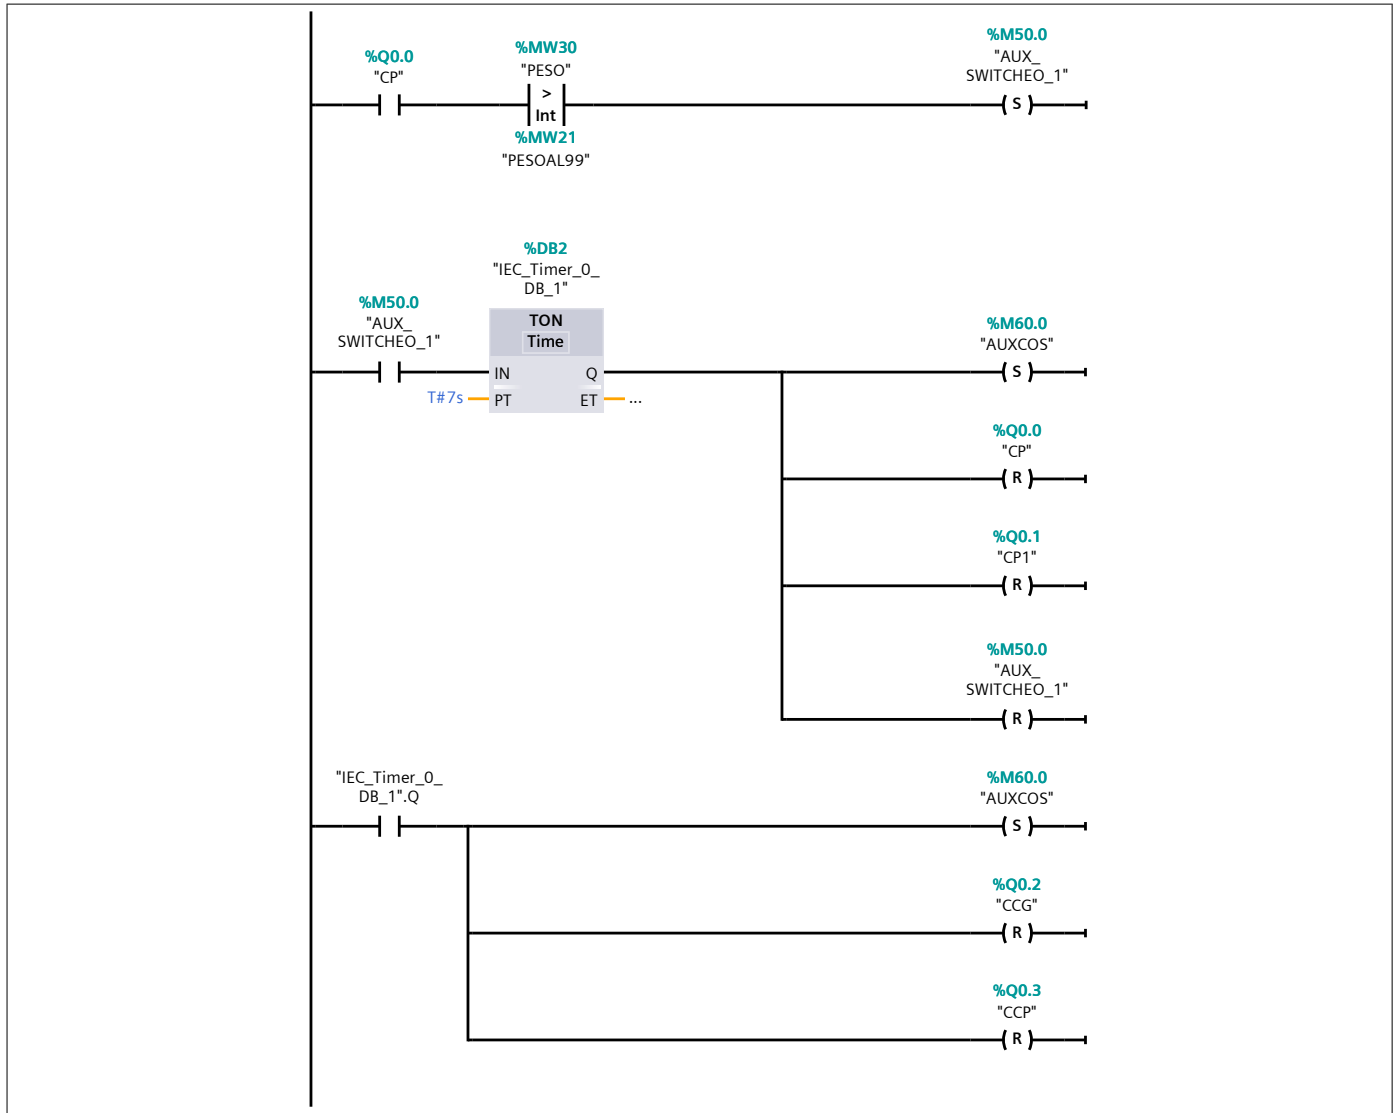 %Q0.0
"CP"
%MW30
"PESO"
>
Int
%MW21
"PESOAL99"
%M50.0
"AUX_
SWITCHEO_1"
S
%M50.0
"AUX_
SWITCHEO_1"
%DB2
"IEC_Timer_0_
DB_1"
TON
Time
IN Q
T#7s PT ET ...
%M60.0
"AUXCOS"
S
%Q0.0
"CP"
R
%Q0.1
"CP1"
R
%M50.0
"AUX_
SWITCHEO_1"
R
"IEC_Timer_0_
DB_1".Q
%M60.0
"AUXCOS"
S
%Q0.2
"CCG"
R
%Q0.3
"CCP"
R